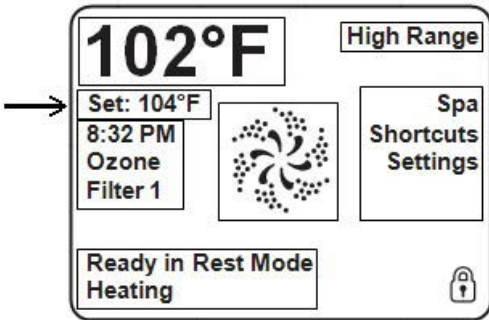 102°F
High Range
Set: 104°F
8:32 PM
Ozone
Filter 1
Spa
Shortcuts
Settings
Ready in Rest Mode
Heating